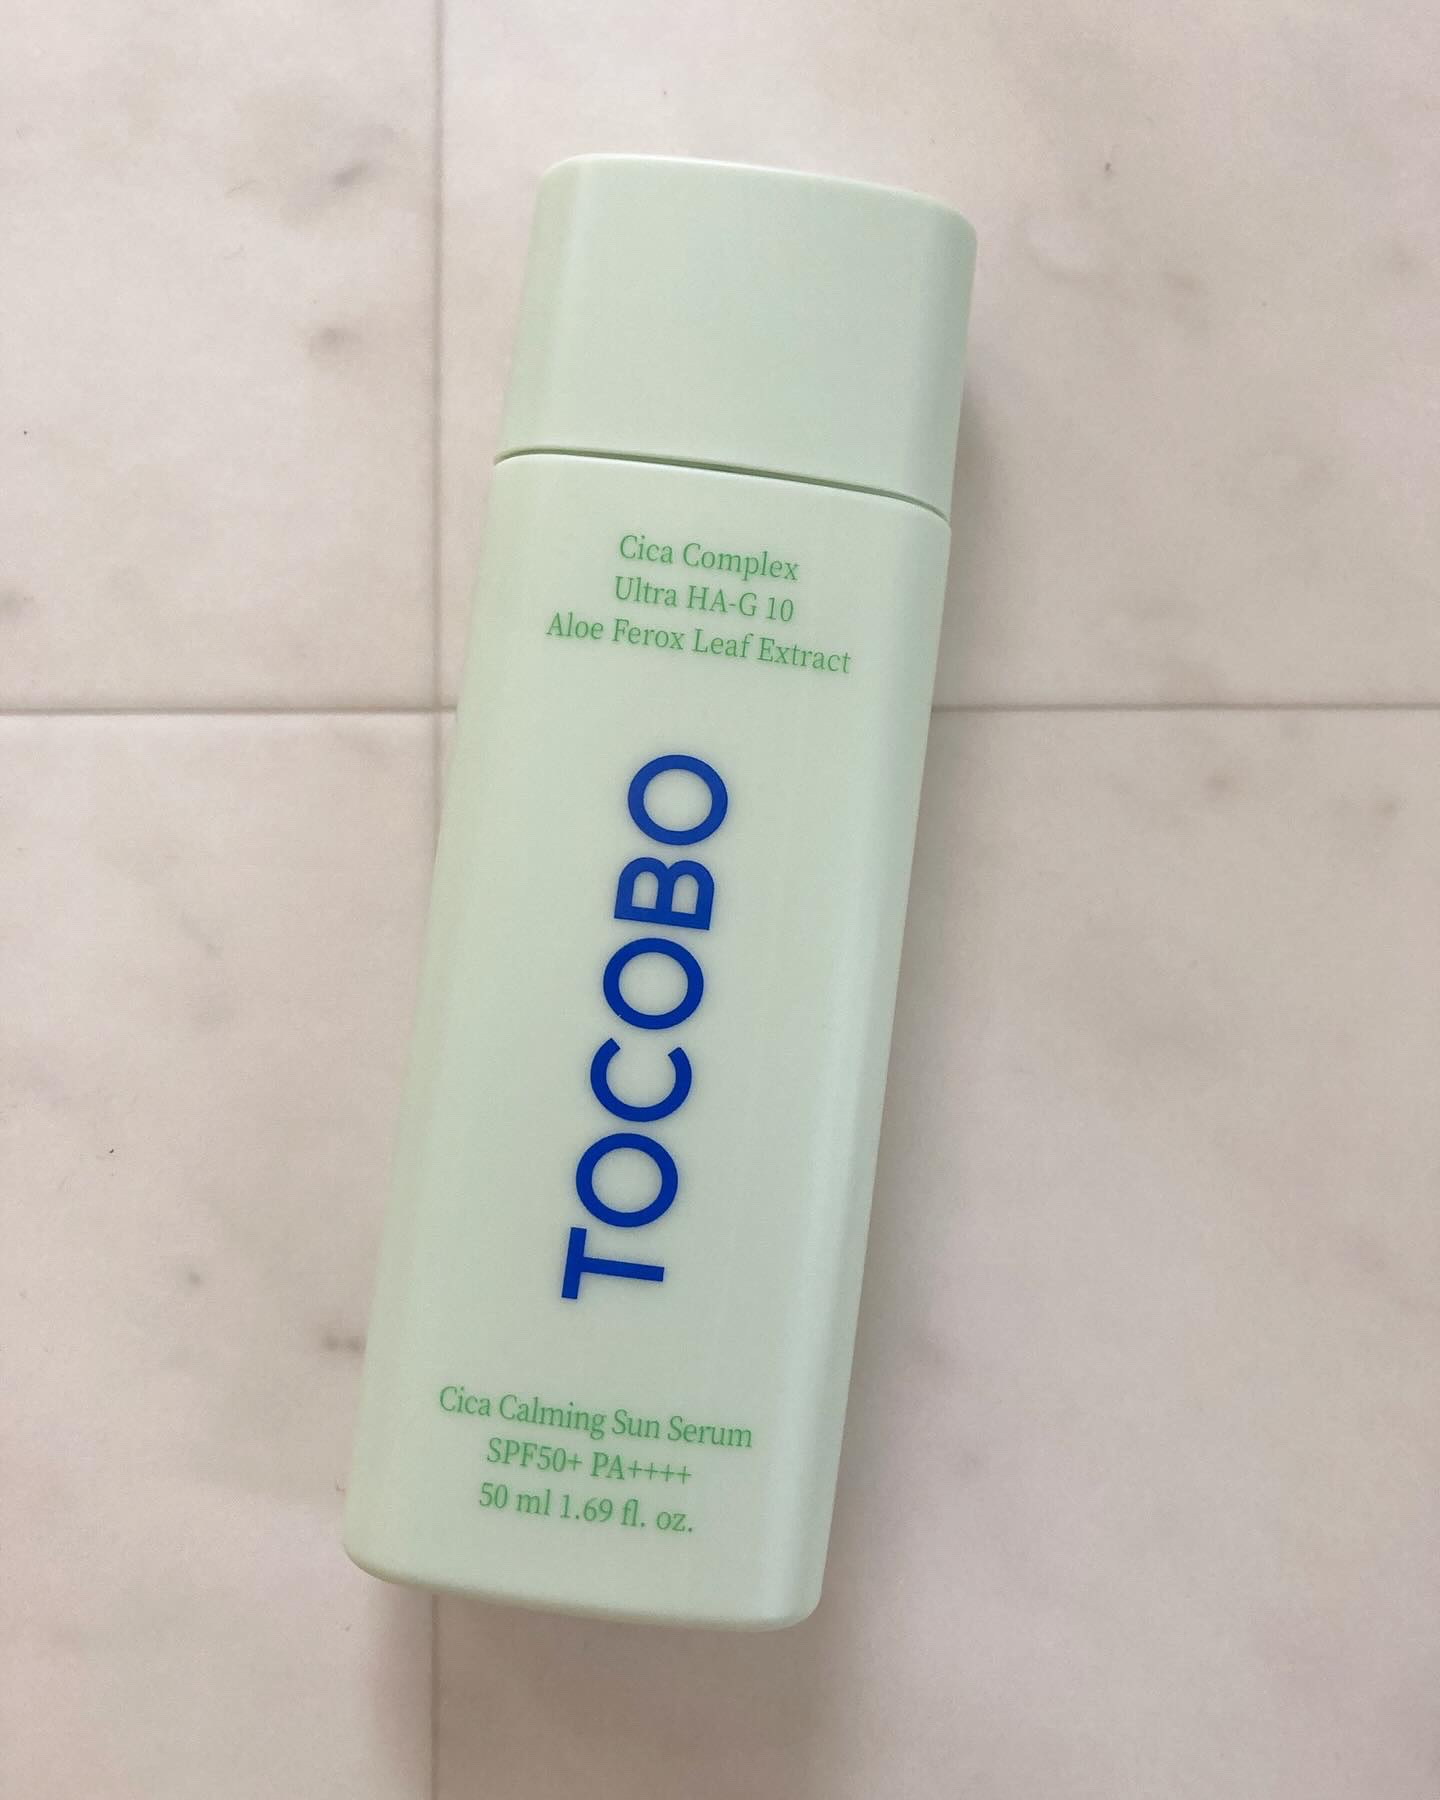 Cica Complex
Ultra HA-G 10
Aloe Ferox Leaf Extract
TOCOBO
Cica Calming Sun Serum
SPF50+ PA++++
50 ml 1.69 fl. oz.